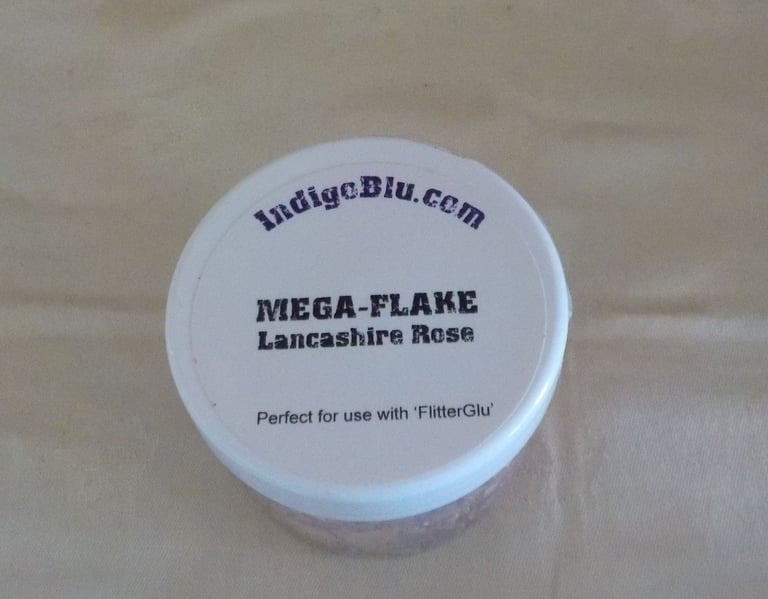 IndigoBlu.com
MEGA-FLAKE
Lancashire Rose
Perfect for use with ‘FlitterGlu’